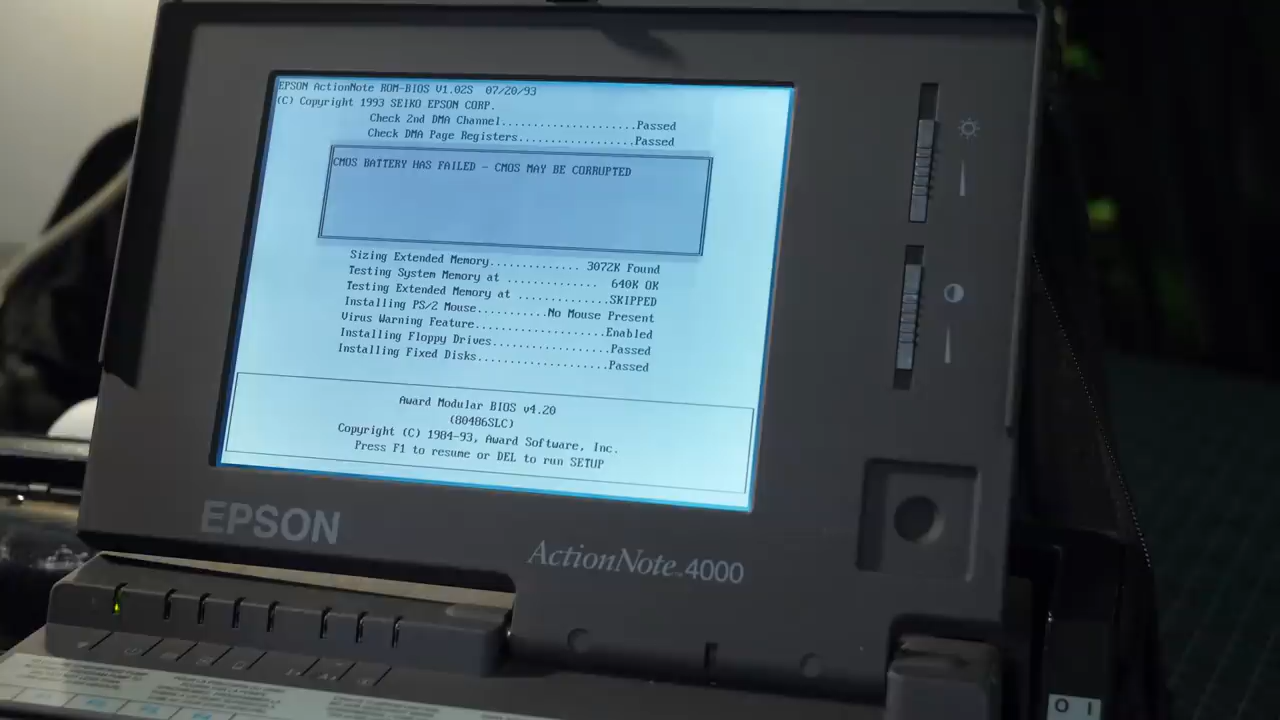 EPSON ActionNote ROM-BIOS V1.02S 07/20/93
(C) Copyright 1993 SEIKO EPSON CORP.
Check 2nd DMA Channel......................Passed
Check DMA Page Registers...................Passed
CMOS BATTERY HAS FAILED - CMOS MAY BE CORRUPTED
Sizing Extended Memory.............. 3072K Found
Testing System Memory at .............. 640K OK
Testing Extended Memory at ...............SKIPPED
Installing PS/2 Mouse...........No Mouse Present
Virus Warning Feature.....................Enabled
Installing Floppy Drives...................Passed
Installing Fixed Disks.....................Passed
Award Modular BIOS v4.20
(80486SLC)
Copyright (C) 1984-93, Award Software, Inc.
Press F1 to resume or DEL to run SETUP
EPSON
ActionNote™ 4000
O I